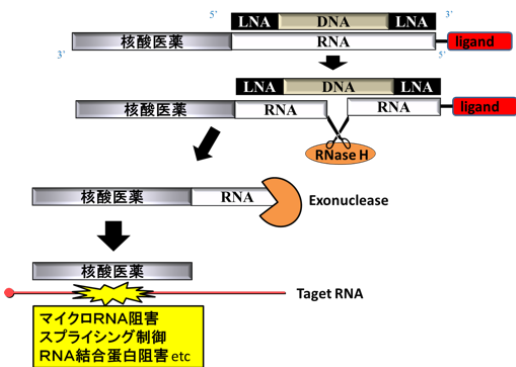 5’ 3’
LNA DNA LNA
核酸医薬 RNA ligand
3’ 5’
LNA DNA LNA
核酸医薬 RNA RNA ligand
RNase H
核酸医薬 RNA Exonuclease
核酸医薬
Taget RNA
マイクロRNA阻害
スプライシング制御
RNA結合蛋白阻害 etc